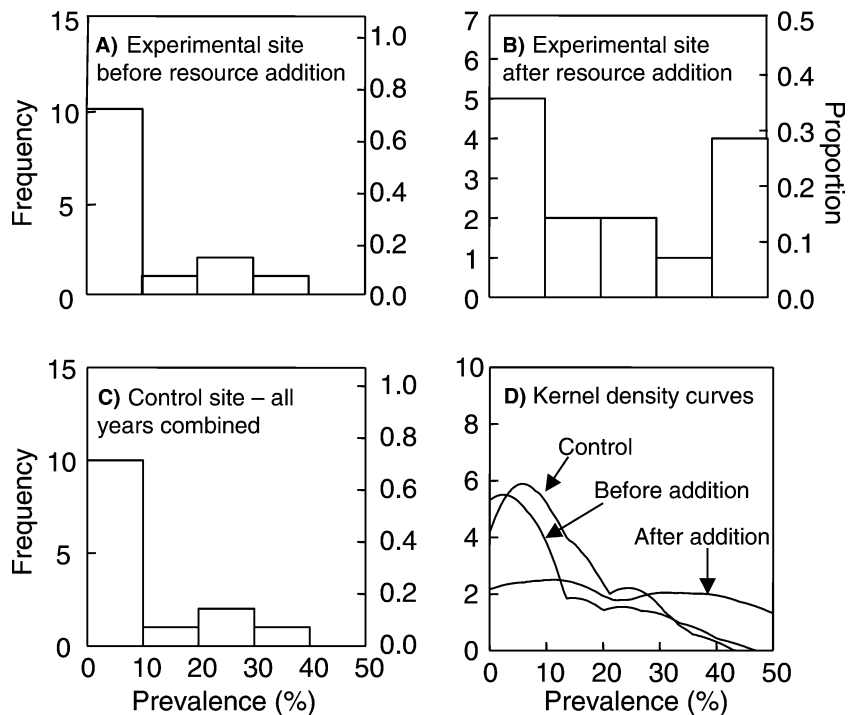 A) Experimental site
before resource addition
Frequency
15
10
5
0
1.0
0.8
0.6
0.4
0.2
0.0
B) Experimental site
after resource addition
7
6
5
4
3
2
1
0
0.5
0.4
0.3
0.2
0.1
0.0
Proportion
C) Control site – all
years combined
Frequency
15
10
5
0
1.0
0.8
0.6
0.4
0.2
0.0
0 10 20 30 40 50
Prevalence (%)
D) Kernel density curves
10
8
6
4
2
0
Control
Before addition
After addition
0 10 20 30 40 50
Prevalence (%)